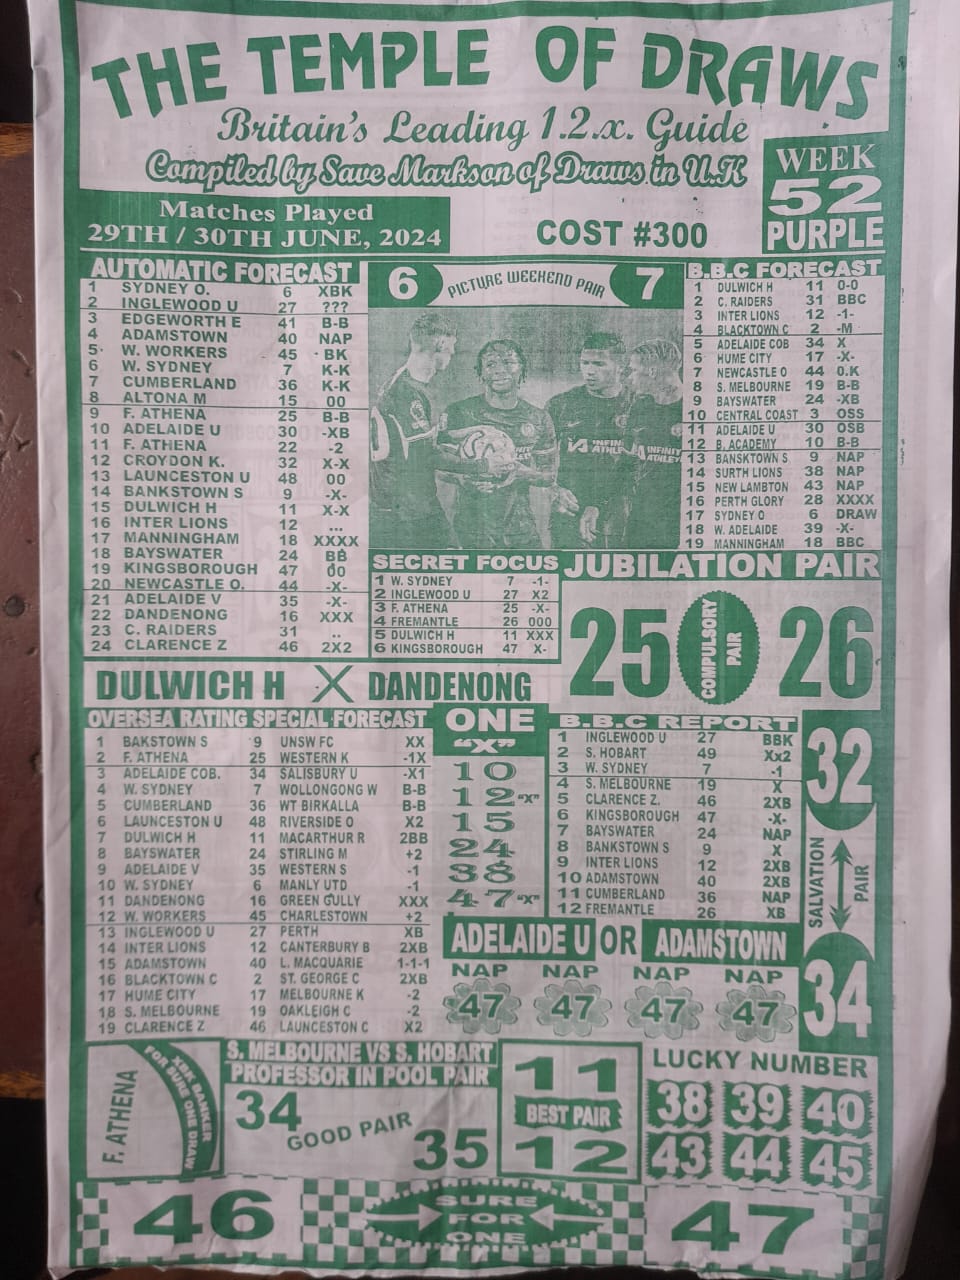 THE TEMPLE OF DRAWS
Britain's Leading 1.2.x. Guide
Compiled by Save Markson of Draws in U.K
WEEK
52
PURPLE
Matches Played
29TH / 30TH JUNE, 2024
COST #300
AUTOMATIC FORECAST
1 SYDNEY O. 6 XBK
2 INGLEWOOD U 27 ???
3 EDGEWORTH E 41 B-B
4 ADAMSTOWN 40 NAP
5 W. WORKERS 45 BK
6 W. SYDNEY 7 K-K
7 CUMBERLAND 36 K-K
8 ALTONA M 15 00
9 F. ATHENA 25 B-B
10 ADELAIDE U 30 -XB
11 F. ATHENA 22 -2
12 CROYDON K. 32 X-X
13 LAUNCESTON U 48 00
14 BANKSTOWN S 9 -X-
15 DULWICH H 11 X-X
16 INTER LIONS 12 ...
17 MANNINGHAM 18 XXXX
18 BAYSWATER 24 BB
19 KINGSBOROUGH 47 00
20 NEWCASTLE O. 44 -X-
21 ADELAIDE V 35 -X-
22 DANDENONG 16 XXX
23 C. RAIDERS 31 ..
24 CLARENCE Z 46 2X2
6 PICTURE WEEKEND PAIR 7
INFINITY
ATHLE
B.B.C FORECAST
1 DULWICH H 11 0-0
2 C. RAIDERS 31 BBC
3 INTER LIONS 12 -1-
4 BLACKTOWN C 2 -M
5 ADELAIDE COB 34 X
6 HUME CITY 17 -X-
7 NEWCASTLE O 44 0.K
8 S. MELBOURNE 19 B-B
9 BAYSWATER 24 -XB
10 CENTRAL COAST 3 OSS
11 ADELAIDE U 30 OSB
12 B. ACADEMY 10 B-B
13 BANSKTOWN S 9 NAP
14 SURTH LIONS 38 NAP
15 NEW LAMBTON 43 NAP
16 PERTH GLORY 28 XXXX
17 SYDNEY O 6 DRAW
18 W. ADELAIDE 39 -X-
19 MANNINGHAM 18 BBC
SECRET FOCUS
1 W. SYDNEY 7 -1-
2 INGLEWOOD U 27 X2
3 F. ATHENA 25 -X-
4 FREMANTLE 26 000
5 DULWICH H 11 XXX
6 KINGSBOROUGH 47 X-
JUBILATION PAIR
25 COMPULSORY PAIR 26
DULWICH H X DANDENONG
OVERSEA RATING SPECIAL FORECAST
1 BAKSTOWN S 9 UNSW FC XX
2 F. ATHENA 25 WESTERN K -1X
3 ADELAIDE COB. 34 SALISBURY U -X1
4 W. SYDNEY 7 WOLLONGONG W B-B
5 CUMBERLAND 36 WT BIRKALLA B-B
6 LAUNCESTON U 48 RIVERSIDE O X2
7 DULWICH H 11 MACARTHUR R 2BB
8 BAYSWATER 24 STIRLING M +2
9 ADELAIDE V 35 WESTERN S -1
10 W. SYDNEY 6 MANLY UTD -1
11 DANDENONG 16 GREEN GULLY XXX
12 W. WORKERS 45 CHARLESTOWN +2
13 INGLEWOOD U 27 PERTH XB
14 INTER LIONS 12 CANTERBURY B 2XB
15 ADAMSTOWN 40 L. MACQUARIE 1-1-1
16 BLACKTOWN C 2 ST. GEORGE C 2XB
17 HUME CITY 17 MELBOURNE K -2
18 S. MELBOURNE 19 OAKLEIGH C -2
19 CLARENCE Z 46 LAUNCESTON C X2
ONE
"X"
10
12 "X"
15
24
38
47 "X"
B.B.C REPORT
1 INGLEWOOD U 27 BBK
2 S. HOBART 49 Xx2
3 W. SYDNEY 7 -1
4 S. MELBOURNE 19 X
5 CLARENCE Z. 46 2XB
6 KINGSBOROUGH 47 -X-
7 BAYSWATER 24 NAP
8 BANKSTOWN S 9 X
9 INTER LIONS 12 2XB
10 ADAMSTOWN 40 2XB
11 CUMBERLAND 36 NAP
12 FREMANTLE 26 XB
32
SALVATION PAIR
34
ADELAIDE U OR ADAMSTOWN
NAP NAP NAP NAP
47 47 47 47
F. ATHENA
XBK BANKER
FOR SURE ONE DRAW
S. MELBOURNE VS S. HOBART
PROFESSOR IN POOL PAIR
34
GOOD PAIR
35
11
BEST PAIR
12
LUCKY NUMBER
38 39 40
43 44 45
46 SURE FOR ONE 47